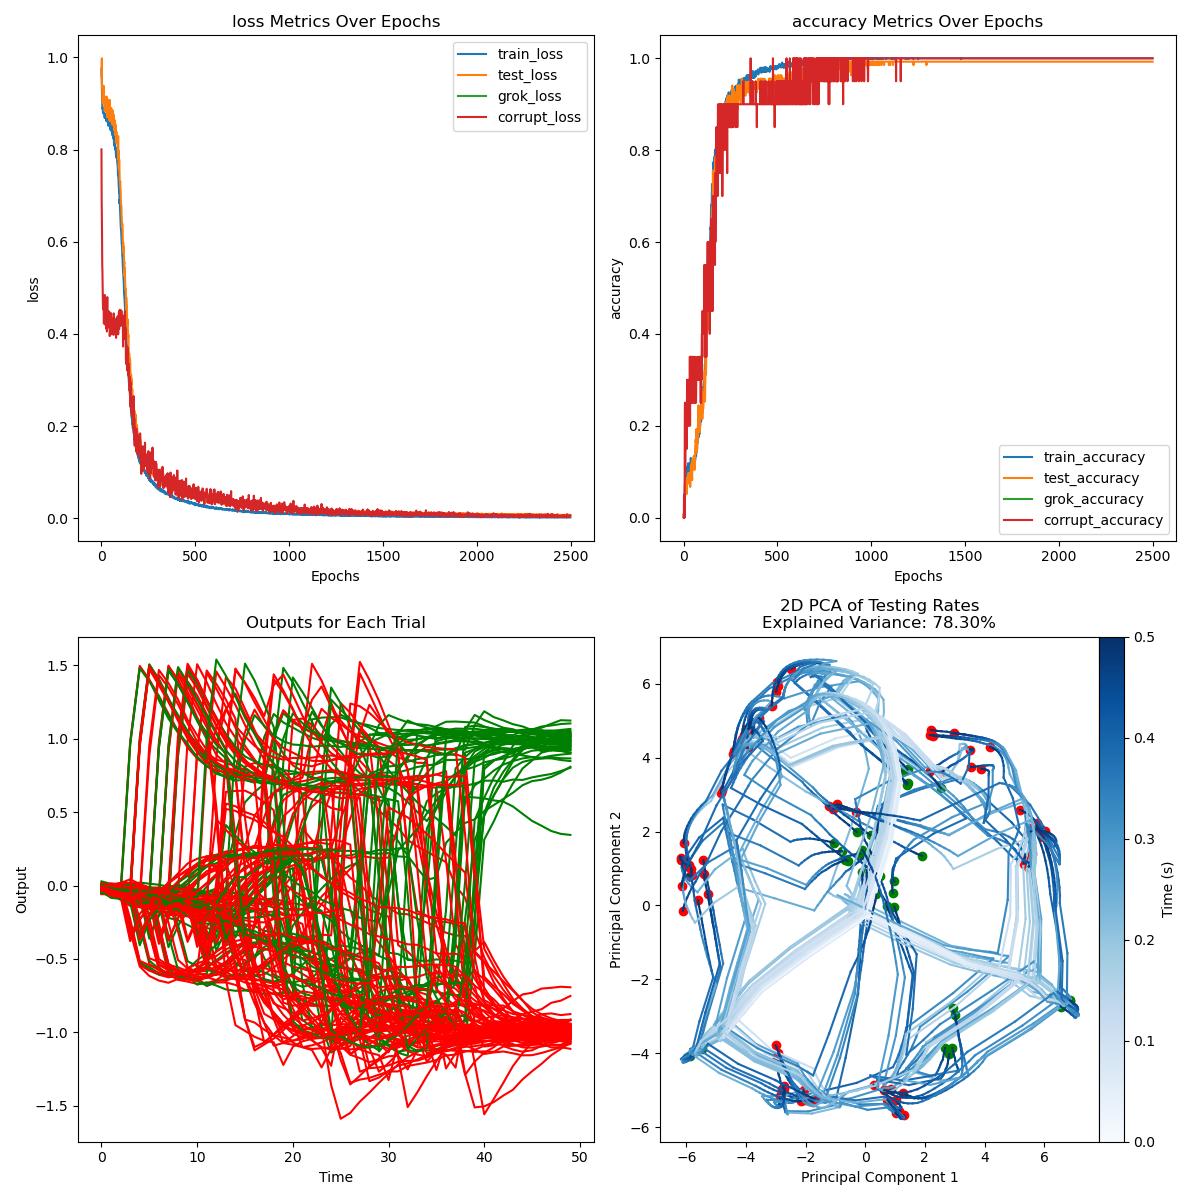 loss Metrics Over Epochs
1.0
0.8
0.6
0.4
0.2
0.0
loss
train_loss
test_loss
grok_loss
corrupt_loss
0
500
1000
1500
2000
2500
Epochs
accuracy Metrics Over Epochs
1.0
0.8
0.6
0.4
0.2
0.0
accuracy
train_accuracy
test_accuracy
grok_accuracy
corrupt_accuracy
0
500
1000
1500
2000
2500
Epochs
Outputs for Each Trial
1.5
1.0
0.5
0.0
−0.5
−1.0
−1.5
Output
0
10
20
30
40
50
Time
2D PCA of Testing Rates
Explained Variance: 78.30%
6
4
2
0
−2
−4
−6
Principal Component 2
−6
−4
−2
0
2
4
6
Principal Component 1
0.5
0.4
0.3
0.2
0.1
0.0
Time (s)